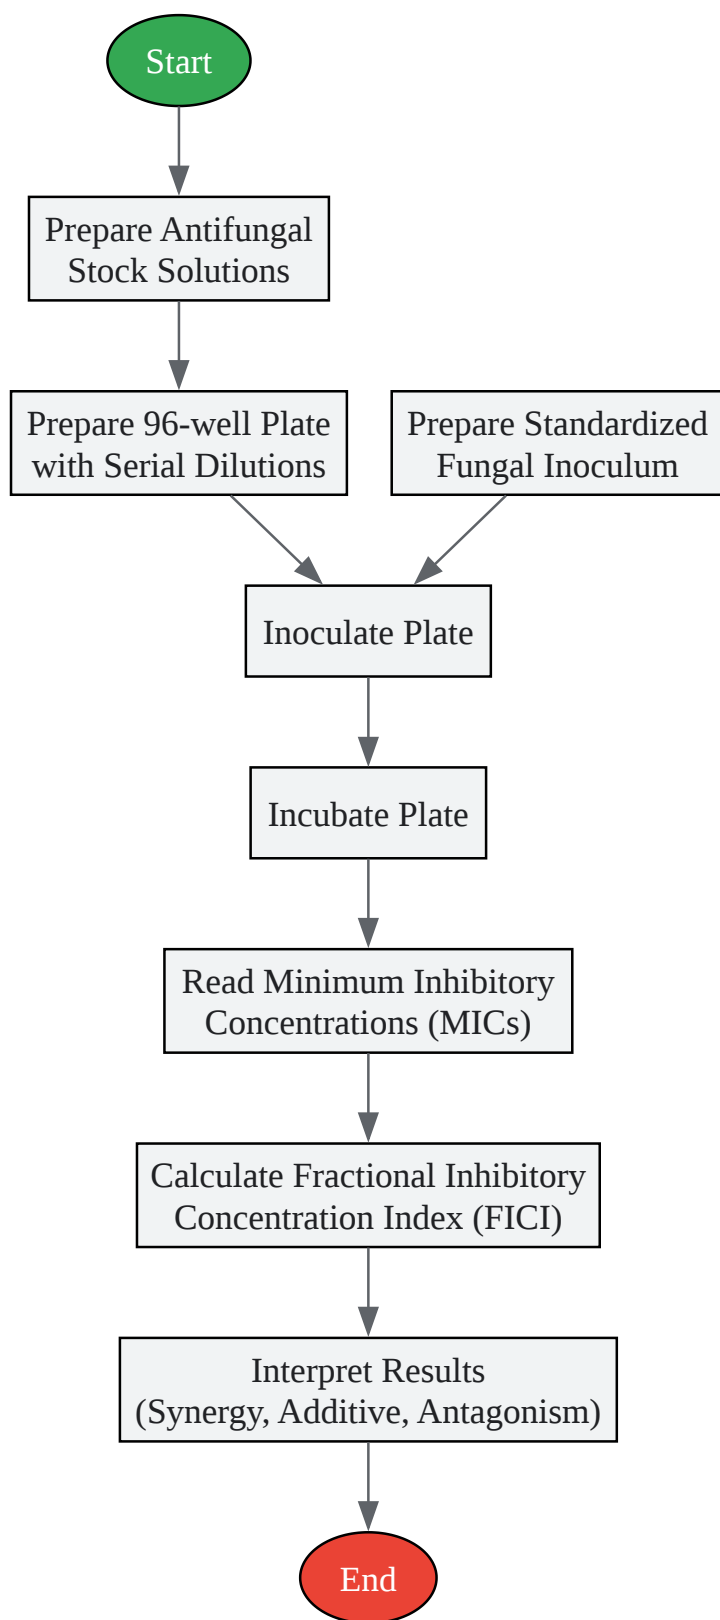 Start
Prepare Antifungal
Stock Solutions
Prepare 96-well Plate
with Serial Dilutions
Prepare Standardized
Fungal Inoculum
Inoculate Plate
Incubate Plate
Read Minimum Inhibitory
Concentrations (MICs)
Calculate Fractional Inhibitory
Concentration Index (FICI)
Interpret Results
(Synergy, Additive, Antagonism)
End